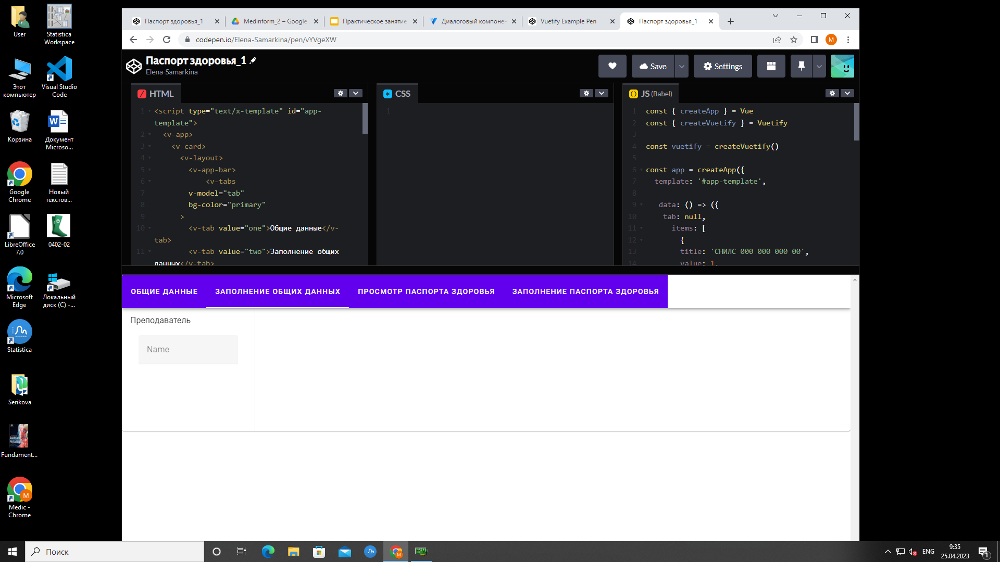 User
Statistica Workspace
Этот компьютер
Visual Studio Code
Корзина
Документ Microso...
Google Chrome
Новый текстов...
LibreOffice 7.0
0402-02
Microsoft Edge
Локальный диск (C) -...
Statistica
Serikova
Fundament...
Medic - Chrome
Паспорт здоровья_1
Medinform_2 – Google
Практическое занятие
Диалоговый компонен
Vuetify Example Pen
Паспорт здоровья_1
codepen.io/Elena-Samarkina/pen/vYVgeXW
M
Паспорт здоровья_1
Elena-Samarkina
Save
Settings
HTML
1 <script type="text/x-template" id="app-
template">
2 <v-app>
3 <v-card>
4 <v-layout>
5 <v-app-bar>
6 <v-tabs
7 v-model="tab"
8 bg-color="primary"
9 >
10 <v-tab value="one">Общие данные</v-
tab>
11 <v-tab value="two">Заполнение общих
данных</v-tab>
CSS
1
JS (Babel)
1 const { createApp } = Vue
2 const { createVuetify } = Vuetify
3
4 const vuetify = createVuetify()
5
6 const app = createApp({
7 template: '#app-template',
8
9 data: () => ({
10 tab: null,
11 items: [
12 {
13 title: 'СНИЛС 000 000 000 00',
14 value: 1,
ОБЩИЕ ДАННЫЕ
ЗАПОЛНЕНИЕ ОБЩИХ ДАННЫХ
ПРОСМОТР ПАСПОРТА ЗДОРОВЬЯ
ЗАПОЛНЕНИЕ ПАСПОРТА ЗДОРОВЬЯ
Преподаватель
Name
Поиск
ENG
9:35
25.04.2023
1